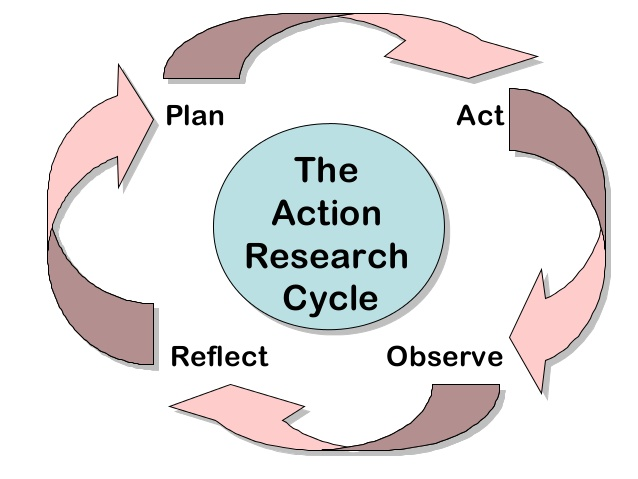 Plan
Act
The
Action
Research
Cycle
Reflect
Observe